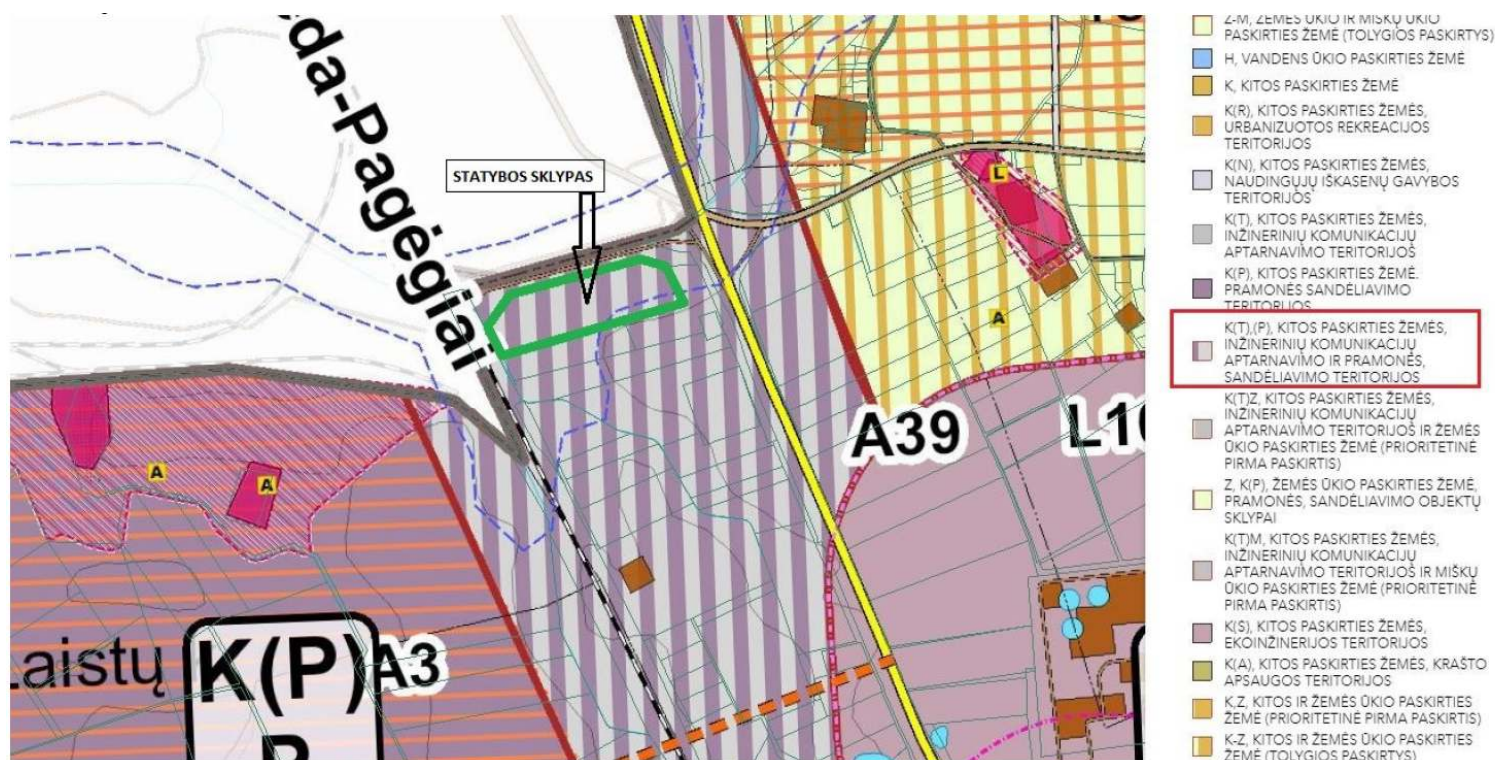 da-Pagėgiai
STATYBOS SKLYPAS
L
A
A39
L10
A
A
aistų
K(P)
A3
Z-M, ŽEMĖS ŪKIO IR MIŠKŲ ŪKIO
PASKIRTIES ŽEMĖ (TOLYGIOS PASKIRTYS)
H, VANDENS ŪKIO PASKIRTIES ŽEMĖ
K, KITOS PASKIRTIES ŽEMĖ
K(R), KITOS PASKIRTIES ŽEMĖS,
URBANIZUOTOS REKREACIJOS
TERITORIJOS
K(N), KITOS PASKIRTIES ŽEMĖS,
NAUDINGŲJŲ IŠKASENŲ GAVYBOS
TERITORIJOS
K(T), KITOS PASKIRTIES ŽEMĖS,
INŽINERINIŲ KOMUNIKACIJŲ
APTARNAVIMO TERITORIJOS
K(P), KITOS PASKIRTIES ŽEMĖ.
PRAMONĖS SANDĖLIAVIMO
TERITORIJOS
K(T),(P), KITOS PASKIRTIES ŽEMĖS,
INŽINERINIŲ KOMUNIKACIJŲ
APTARNAVIMO IR PRAMONĖS,
SANDĖLIAVIMO TERITORIJOS
K(T)Z, KITOS PASKIRTIES ŽEMĖS,
INŽINERINIŲ KOMUNIKACIJŲ
APTARNAVIMO TERITORIJOS IR ŽEMĖS
ŪKIO PASKIRTIES ŽEMĖ (PRIORITETINĖ
PIRMA PASKIRTIS)
Z, K(P), ŽEMĖS ŪKIO PASKIRTIES ŽEMĖ,
PRAMONĖS, SANDĖLIAVIMO OBJEKTŲ
SKLYPAI
K(T)M, KITOS PASKIRTIES ŽEMĖS,
INŽINERINIŲ KOMUNIKACIJŲ
APTARNAVIMO TERITORIJOS IR MIŠKŲ
ŪKIO PASKIRTIES ŽEMĖ (PRIORITETINĖ
PIRMA PASKIRTIS)
K(S), KITOS PASKIRTIES ŽEMĖS,
EKOINŽINERIJOS TERITORIJOS
K(A), KITOS PASKIRTIES ŽEMĖS, KRAŠTO
APSAUGOS TERITORIJOS
K,Z, KITOS IR ŽEMĖS ŪKIO PASKIRTIES
ŽEMĖ (PRIORITETINĖ PIRMA PASKIRTIS)
K-Z, KITOS IR ŽEMĖS ŪKIO PASKIRTIES
ŽEMĖ (TOLYGIOS PASKIRTYS)